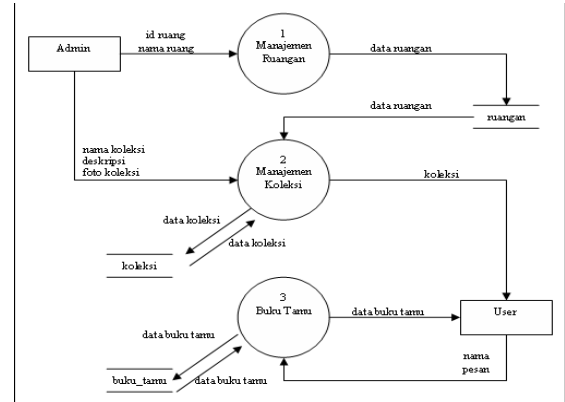 Admin
id ruang
nama ruang
1
Manajemen
Ruangan
data ruangan
data ruangan
ruangan
nama koleksi
deskripsi
foto koleksi
2
Manajemen
Koleksi
koleksi
data koleksi
data koleksi
koleksi
3
Buku Tamu
data buku tamu
User
data buku tamu
data buku tamu
buku_tamu
nama
pesan